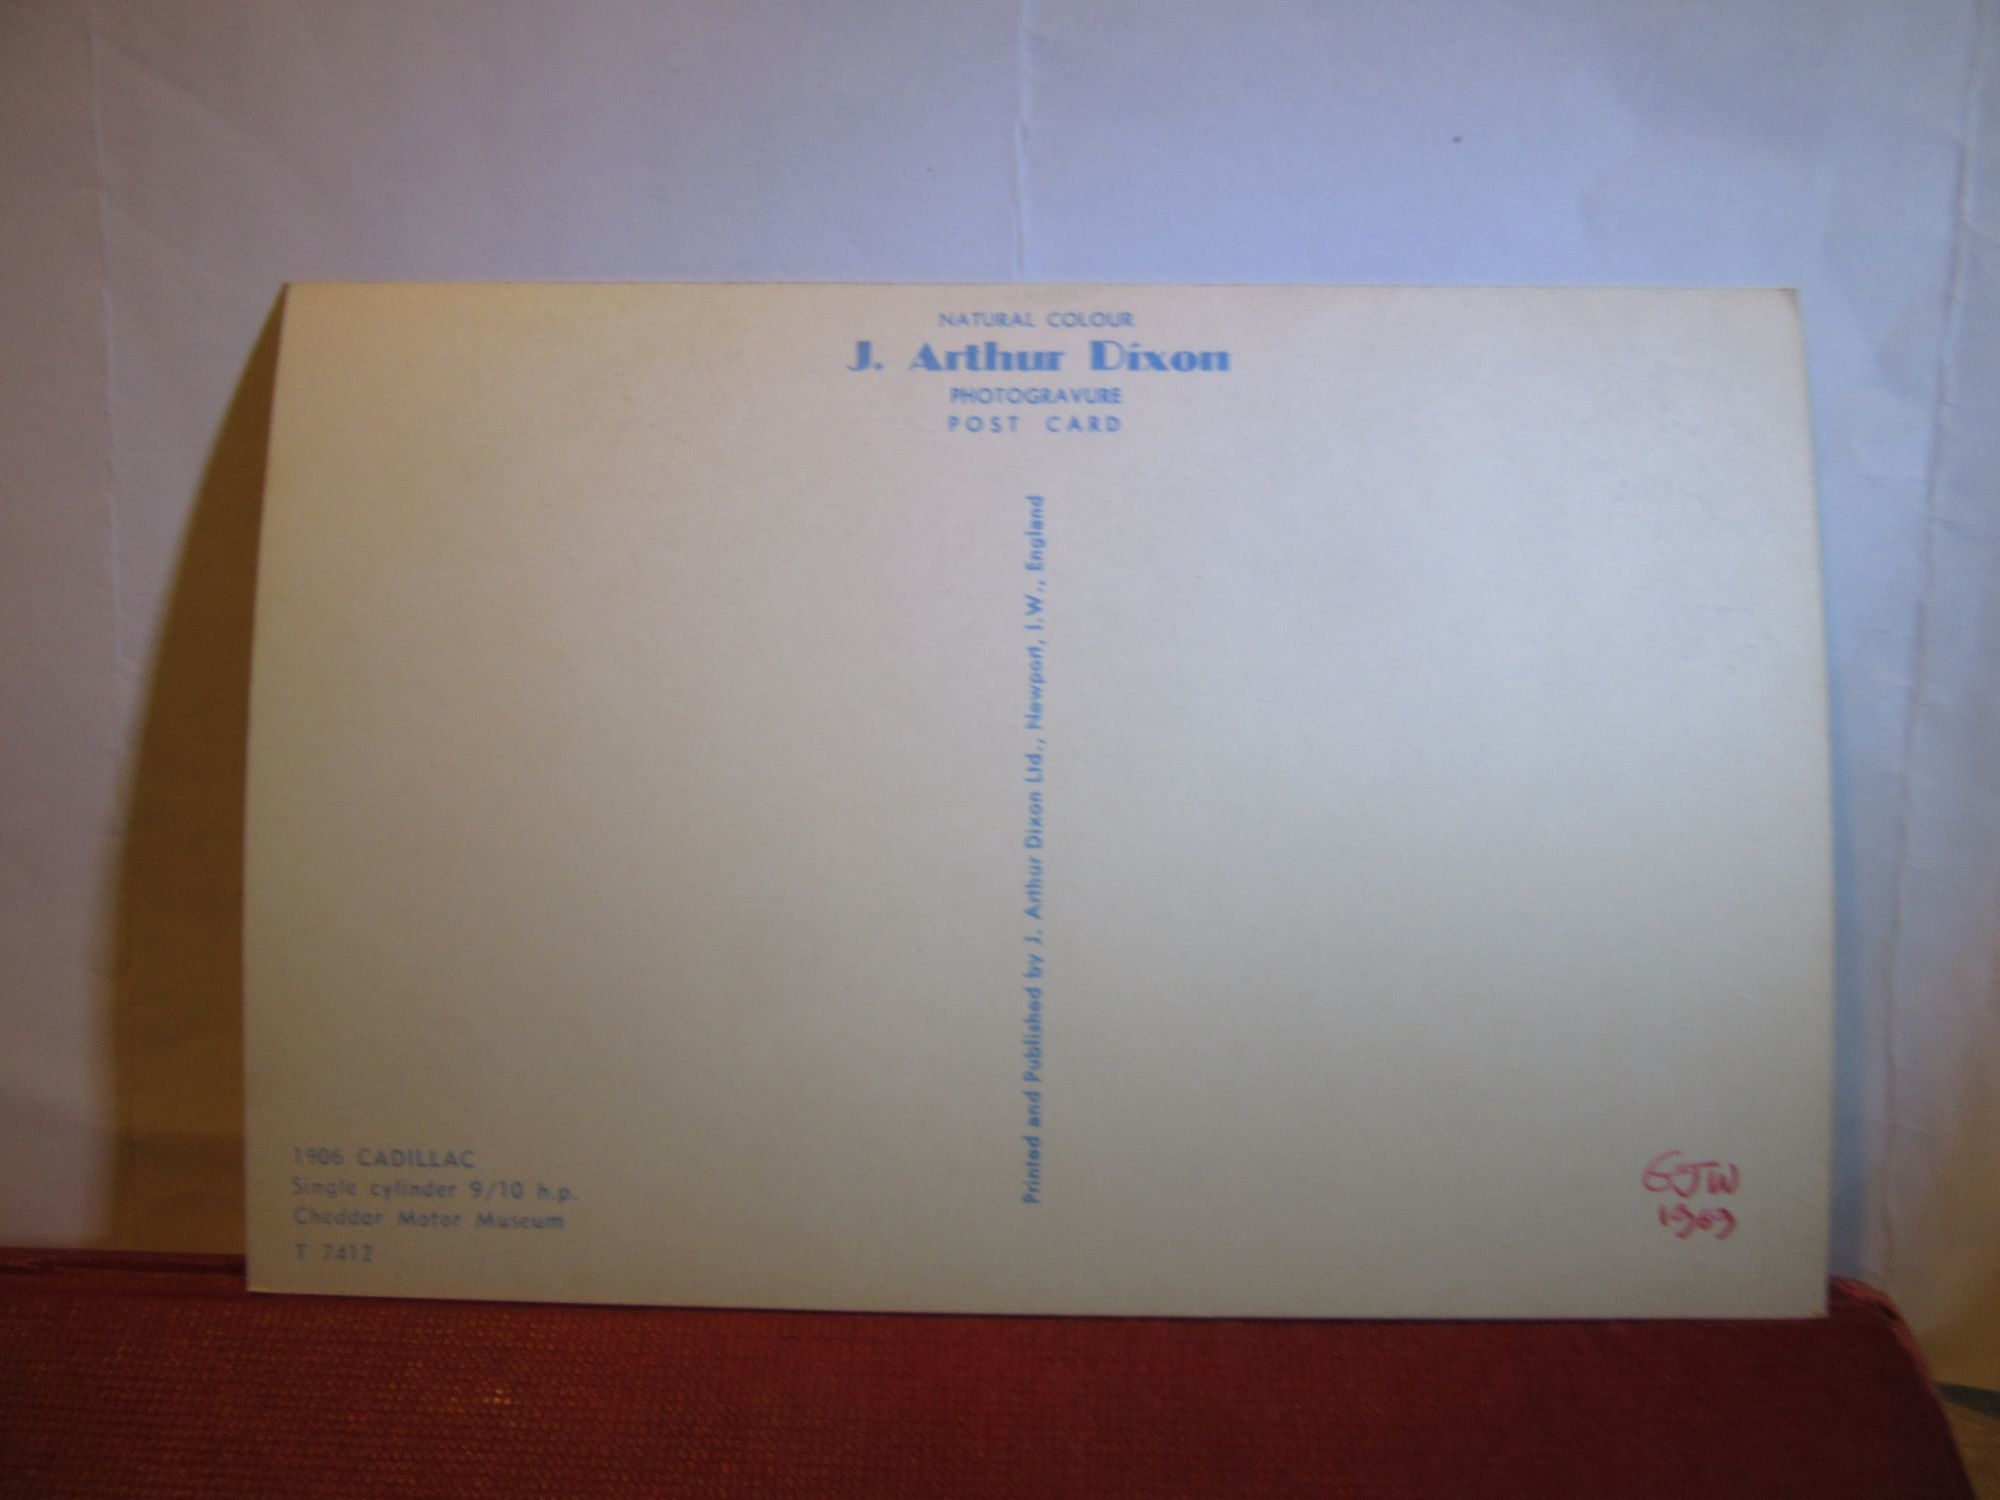 NATURAL COLOUR
J. Arthur Dixon
PHOTOGRAVURE
POST CARD
Printed and Published by J. Arthur Dixon Ltd., Newport, I.W., England
1906 CADILLAC
Single cylinder 9/10 h.p.
Cheddar Motor Museum
T 7412
GJW
1969